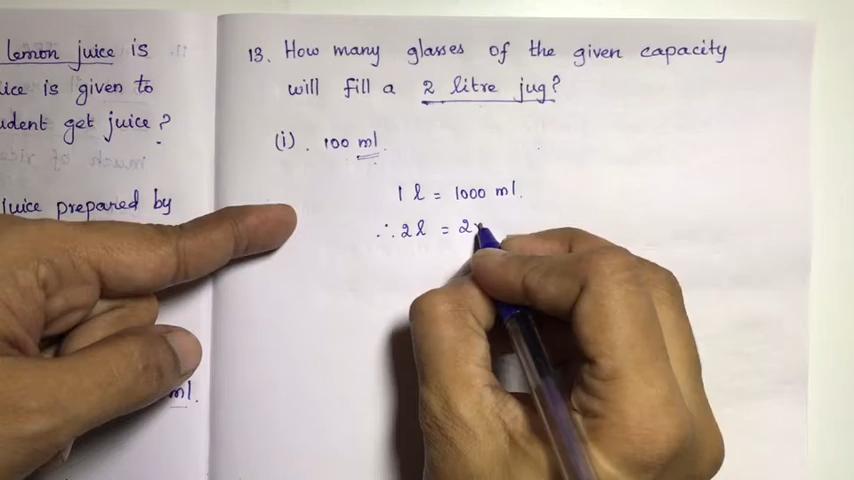 lemon juice is
ice is given to
udent get juice?
juice prepared by
ml.
13. How many glasses of the given capacity
will fill a 2 litre jug?
(i). 100 ml.
1 l = 1000 ml.
∴ 2 l = 2x